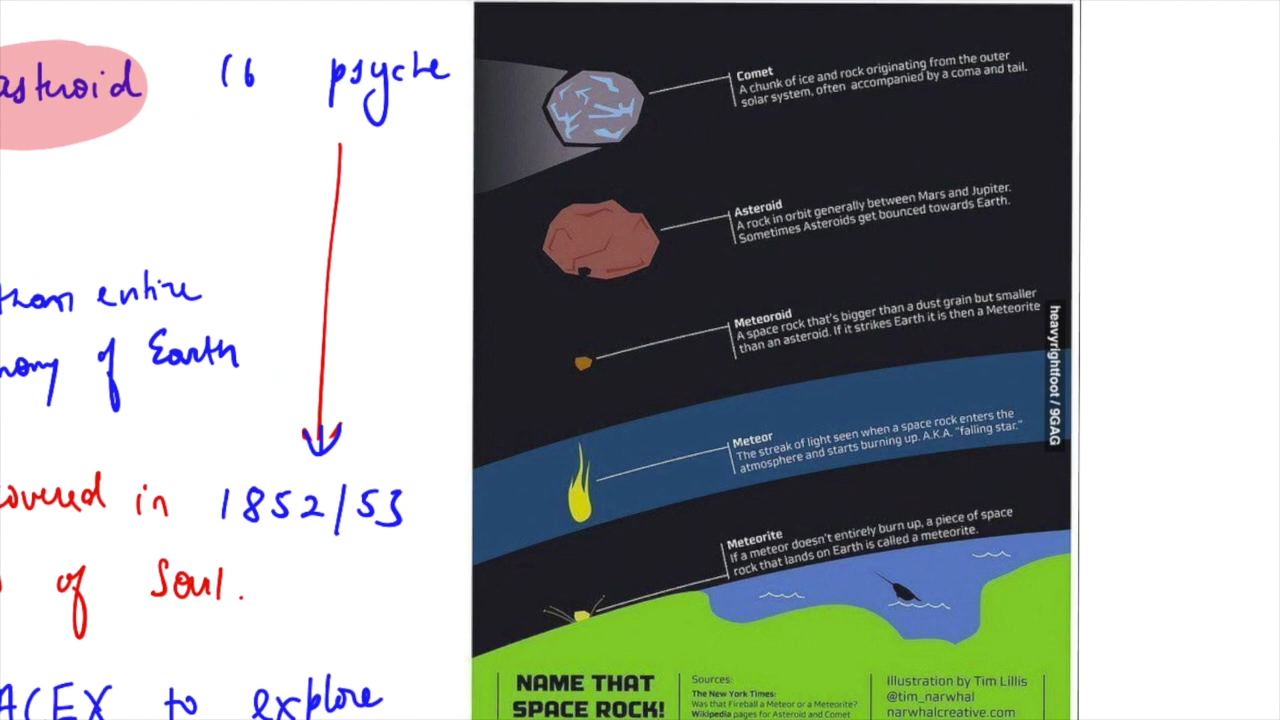 asteroid 16 psyche
than entire
of Earth
covered in 1852/53
of Soul.
ACEX to explore
Comet
A chunk of ice and rock originating from the outer
solar system, often accompanied by a coma and tail.
Asteroid
A rock in orbit generally between Mars and Jupiter.
Sometimes Asteroids get bounced towards Earth.
Meteoroid
A space rock that's bigger than a dust grain but smaller
than an asteroid. If it strikes Earth it is then a Meteorite
heavyrightfoot / 9GAG
Meteor
The streak of light seen when a space rock enters the
atmosphere and starts burning up. A.K.A. "falling star."
Meteorite
If a meteor doesn't entirely burn up, a piece of space
rock that lands on Earth is called a meteorite.
NAME THAT
SPACE ROCK!
Sources:
The New York Times:
Was that Fireball a Meteor or a Meteorite?
Wikipedia pages for Asteroid and Comet
Illustration by Tim Lillis
@tim_narwhal
narwhalcreative.com